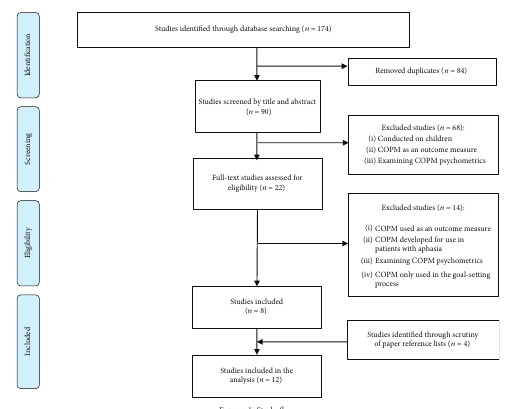 Identification
Studies identified through database searching (n = 174)
Removed duplicates (n = 84)
Studies screened by title and abstract
(n = 90)
Screening
Excluded studies (n = 68):
(i) Conducted on children
(ii) COPM as an outcome measure
(iii) Examining COPM psychometrics
Full-text studies assessed for
eligibility (n = 22)
Eligibility
Excluded studies (n = 14):
(i) COPM used as an outcome measure
(ii) COPM developed for use in
patients with aphasia
(iii) Examining COPM psychometrics
(iv) COPM only used in the goal-setting
process
Studies included
(n = 8)
Included
Studies identified through scrutiny
of paper reference lists (n = 4)
Studies included in the
analysis (n = 12)